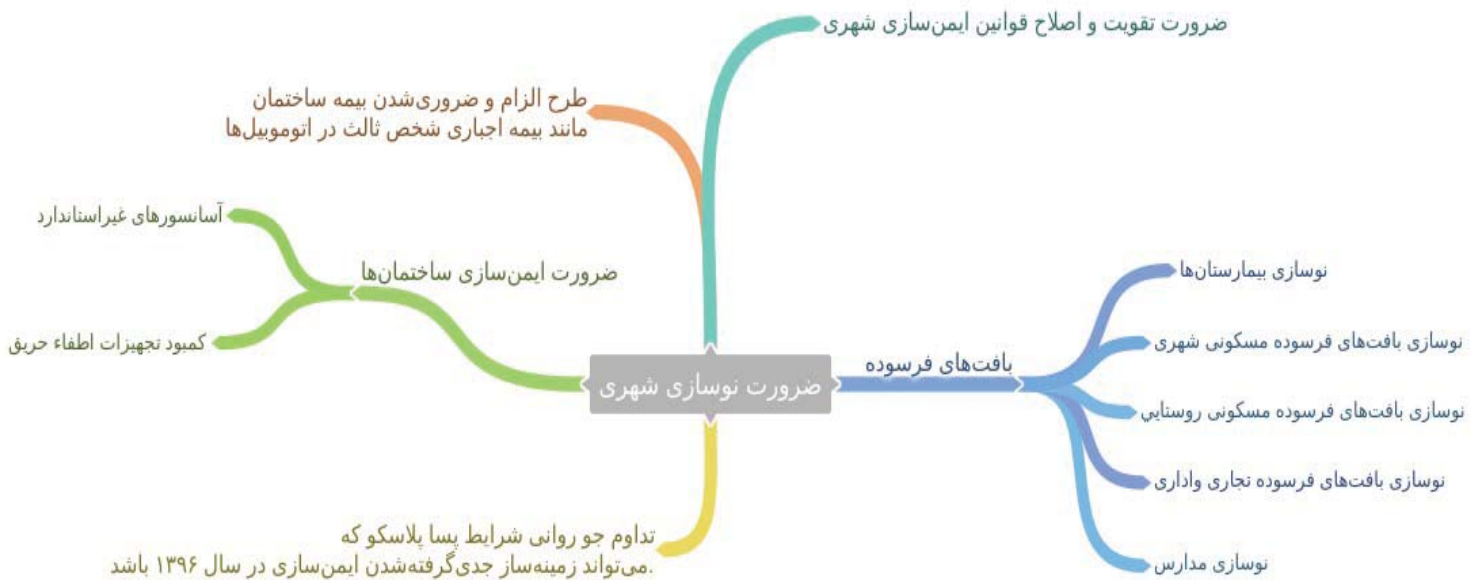 ضرورت تقویت و اصلاح قوانین ایمن‌سازی شهری
طرح الزام و ضروری‌شدن بیمه ساختمان
مانند بیمه اجباری شخص ثالث در اتوموبیل‌ها
آسانسورهای غیراستاندارد
ضرورت ایمن‌سازی ساختمان‌ها
کمبود تجهیزات اطفاء حریق
ضرورت نوسازی شهری
بافت‌های فرسوده
نوسازی بیمارستان‌ها
نوسازی بافت‌های فرسوده مسکونی شهری
نوسازی بافت‌های فرسوده مسکونی روستايي
نوسازی بافت‌های فرسوده تجاری واداری
نوسازی مدارس
تداوم جو روانی شرایط پسا پلاسکو که
می‌تواند زمینه‌ساز جدی‌گرفته‌شدن ایمن‌سازی در سال ۱۳۹۶ باشد.